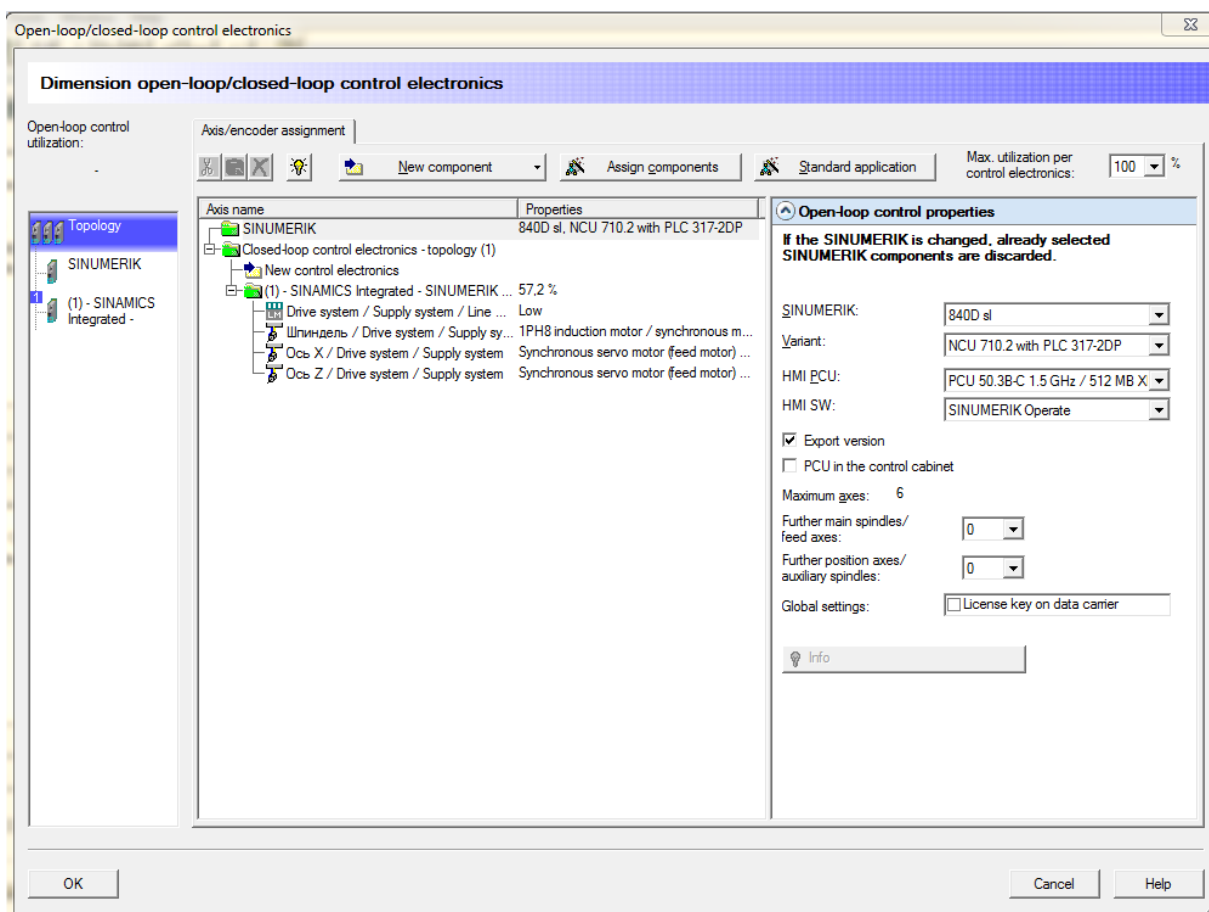 Open-loop/closed-loop control electronics
Dimension open-loop/closed-loop control electronics
Open-loop control
utilization:
-
Topology
SINUMERIK
1
(1) - SINAMICS
Integrated -
Axis/encoder assignment
New component
Assign components
Standard application
Max. utilization per
control electronics:
100
%
Axis name
Properties
SINUMERIK
840D sl, NCU 710.2 with PLC 317-2DP
Closed-loop control electronics - topology (1)
New control electronics
(1) - SINAMICS Integrated - SINUMERIK ...
57,2 %
Drive system / Supply system / Line ...
Low
Шпиндель / Drive system / Supply sy...
1PH8 induction motor / synchronous m...
Ось X / Drive system / Supply system
Synchronous servo motor (feed motor) ...
Ось Z / Drive system / Supply system
Synchronous servo motor (feed motor) ...
Open-loop control properties
If the SINUMERIK is changed, already selected
SINUMERIK components are discarded.
SINUMERIK:
840D sl
Variant:
NCU 710.2 with PLC 317-2DP
HMI PCU:
PCU 50.3B-C 1.5 GHz / 512 MB X
HMI SW:
SINUMERIK Operate
Export version
PCU in the control cabinet
Maximum axes:
6
Further main spindles/
feed axes:
0
Further position axes/
auxiliary spindles:
0
Global settings:
License key on data carrier
Info
OK
Cancel
Help